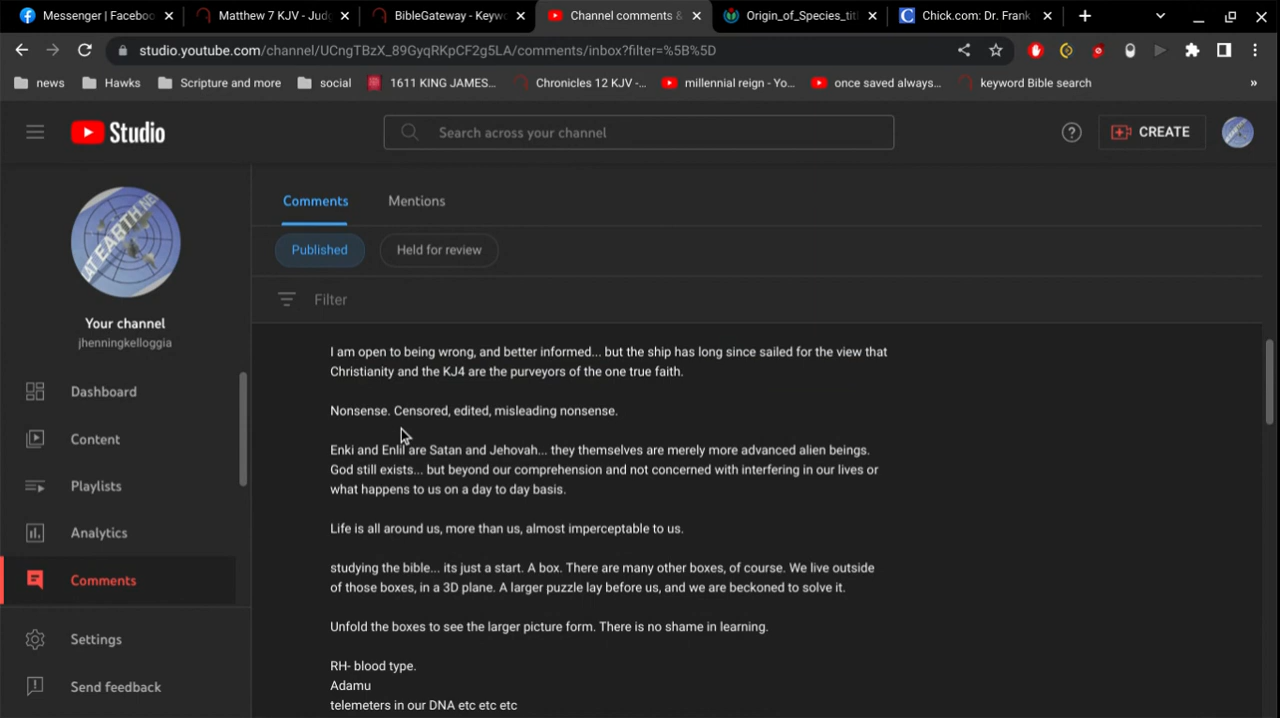 Messenger | Faceboo
Matthew 7 KJV - Judg
BibleGateway - Keywo
Channel comments &
Origin_of_Species_titl
Chick.com: Dr. Frank
studio.youtube.com/channel/UCngTBzX_89GyqRKpCF2g5LA/comments/inbox?filter=%5B%5D
news
Hawks
Scripture and more
social
1611 KING JAMES...
Chronicles 12 KJV -...
millennial reign - Yo...
once saved always...
keyword Bible search
»
Studio
Search across your channel
CREATE
AT EARTH NE
Your channel
jhenningkelloggia
Dashboard
Content
Playlists
Analytics
Comments
Settings
Send feedback
Comments
Mentions
Published
Held for review
Filter
I am open to being wrong, and better informed... but the ship has long since sailed for the view that
Christianity and the KJ4 are the purveyors of the one true faith.
Nonsense. Censored, edited, misleading nonsense.
Enki and Enlil are Satan and Jehovah... they themselves are merely more advanced alien beings.
God still exists... but beyond our comprehension and not concerned with interfering in our lives or
what happens to us on a day to day basis.
Life is all around us, more than us, almost imperceptable to us.
studying the bible... its just a start. A box. There are many other boxes, of course. We live outside
of those boxes, in a 3D plane. A larger puzzle lay before us, and we are beckoned to solve it.
Unfold the boxes to see the larger picture form. There is no shame in learning.
RH- blood type.
Adamu
telemeters in our DNA etc etc etc